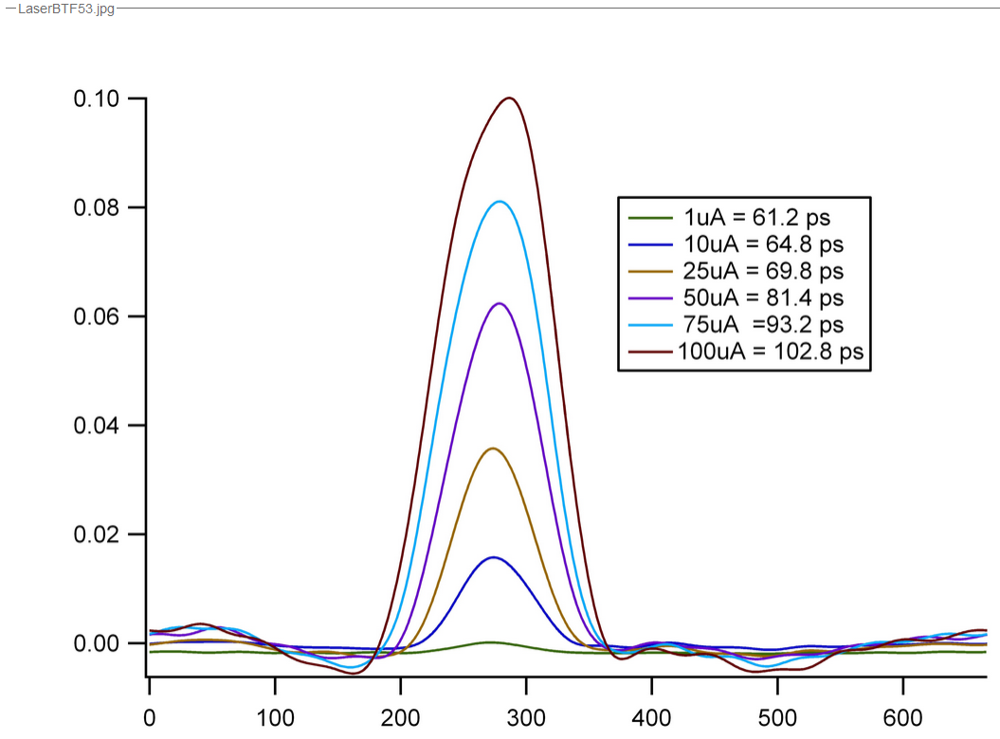 LaserBTF53.jpg
0.10
0.08
0.06
0.04
0.02
0.00
1uA = 61.2 ps
10uA = 64.8 ps
25uA = 69.8 ps
50uA = 81.4 ps
75uA  =93.2 ps
100uA = 102.8 ps
0 100 200 300 400 500 600